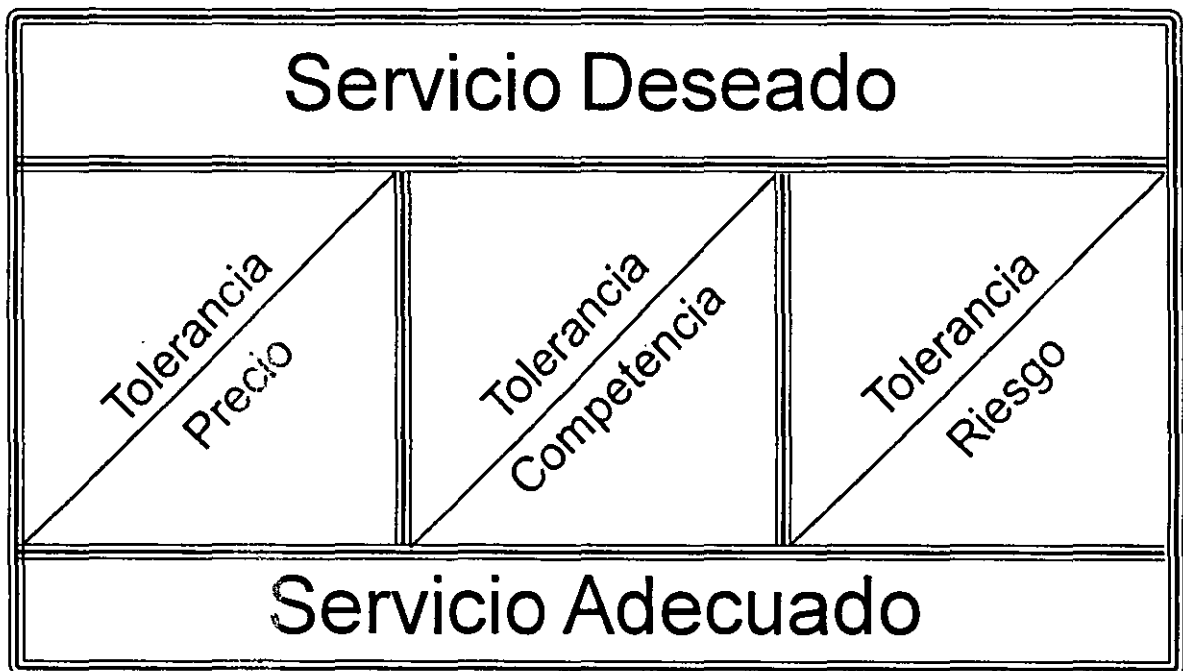 Servicio Deseado
Tolerancia
Precio
Tolerancia
Competencia
Tolerancia
Riesgo
Servicio Adecuado